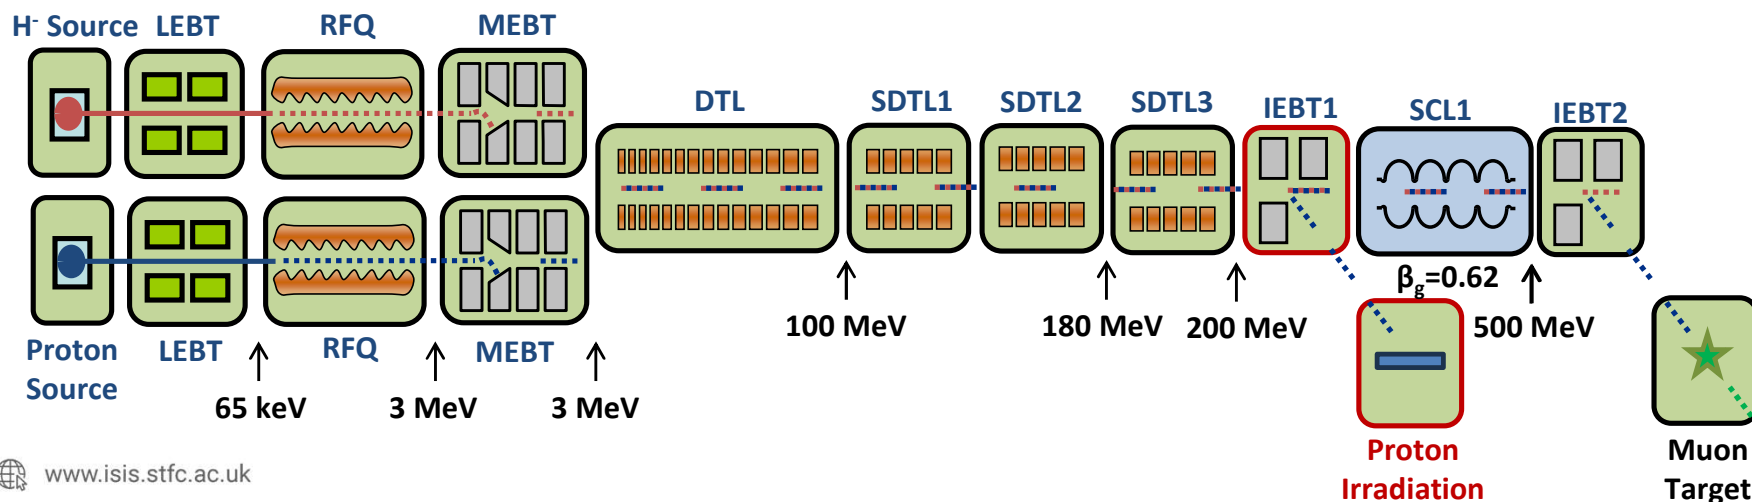 H- Source
LEBT
RFQ
MEBT
DTL
SDTL1
SDTL2
SDTL3
IEBT1
SCL1
IEBT2
βg=0.62
100 MeV
180 MeV
200 MeV
500 MeV
Proton
Source
LEBT
RFQ
MEBT
65 keV
3 MeV
3 MeV
Proton
Irradiation
Muon
Target
www.isis.stfc.ac.uk